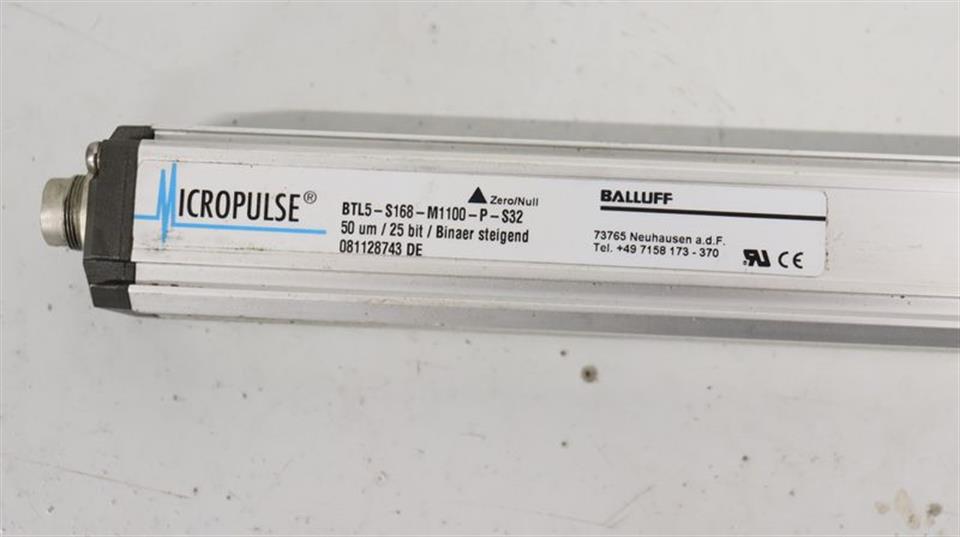 MICROPULSE®
Zero/Null
BTL5-S168-M1100-P-S32
50 um / 25 bit / Binaer steigend
081128743 DE
BALLUFF
73765 Neuhausen a.d.F.
Tel. +49 7158 173-370
CE